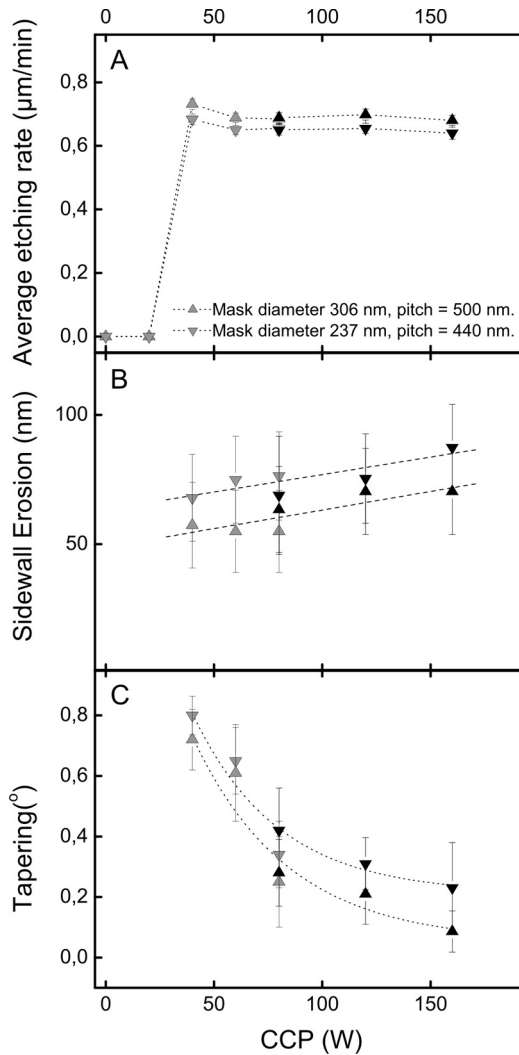 0 50 100 150
A
Average etching rate (μm/min)
0,8
0,6
0,4
0,2
0,0
Mask diameter 306 nm, pitch = 500 nm.
Mask diameter 237 nm, pitch = 440 nm.
B
Sidewall Erosion (nm)
100
50
C
Tapering(°)
0,8
0,6
0,4
0,2
0,0
0 50 100 150
CCP (W)